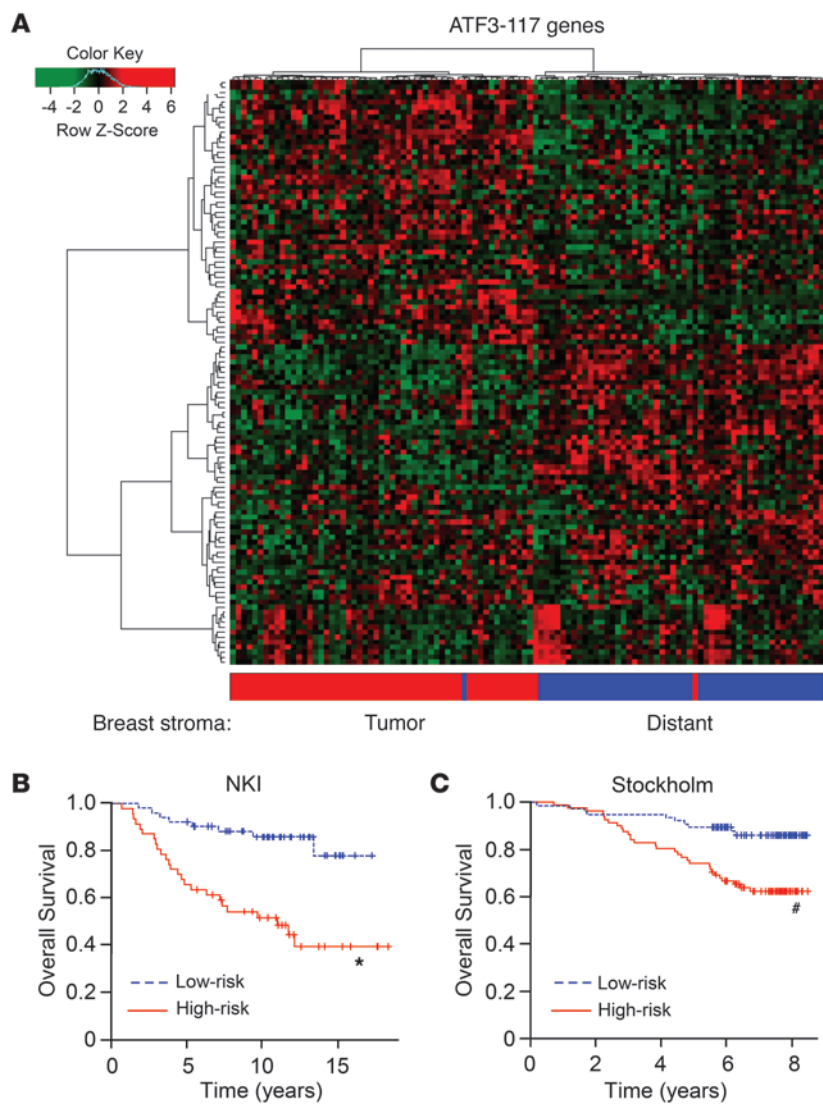 A
ATF3-117 genes
Color Key
-4 -2 0 2 4 6
Row Z-Score
Breast stroma: Tumor Distant
B
NKI
1.0
0.8
0.6
0.4
0.2
0
Overall Survival
*
Low-risk
High-risk
0 5 10 15
Time (years)
C
Stockholm
1.0
0.8
0.6
0.4
0.2
0
Overall Survival
#
Low-risk
High-risk
0 2 4 6 8
Time (years)